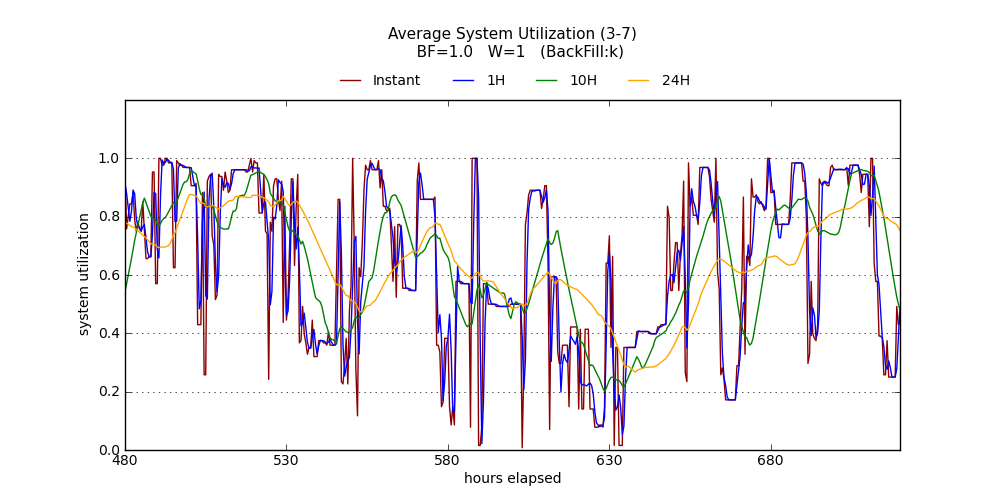 Average System Utilization (3-7)
BF=1.0 W=1 (BackFill:k)
Instant 1H 10H 24H
1.0
0.8
0.6
0.4
0.2
0.0
system utilization
480 530 580 630 680
hours elapsed